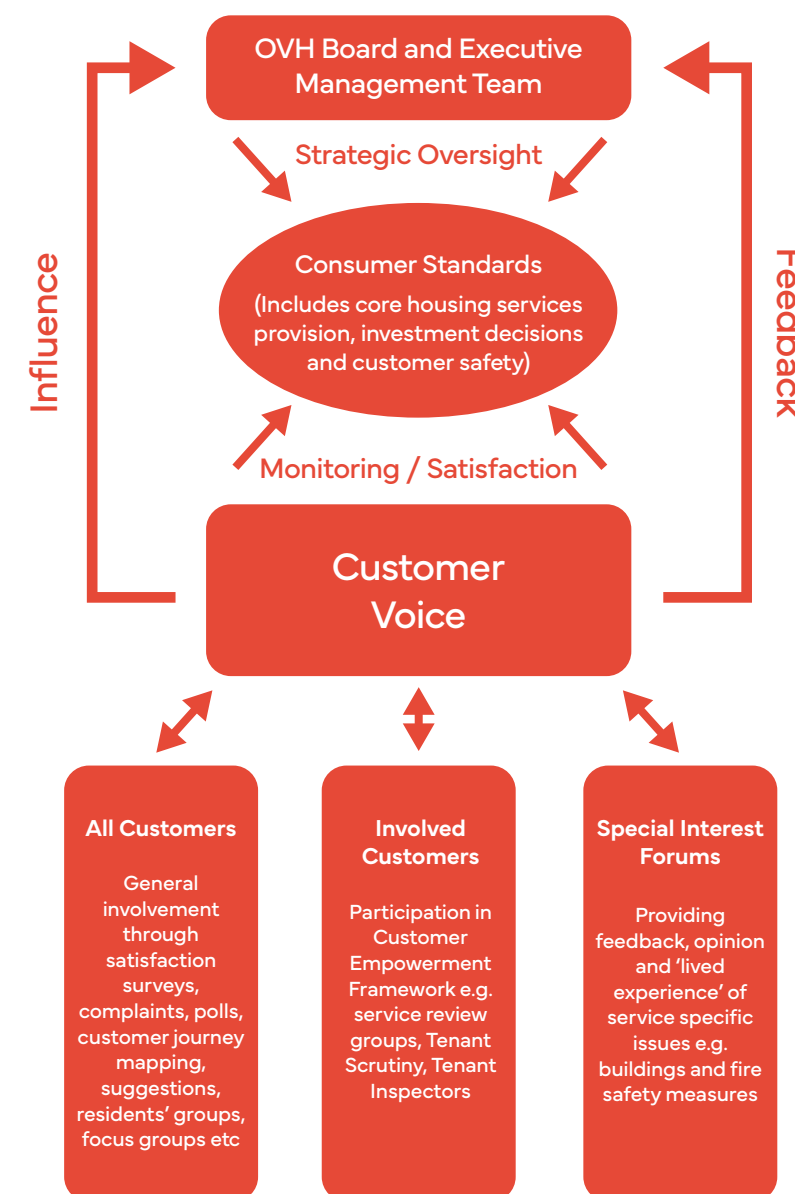 OVH Board and Executive
Management Team
Strategic Oversight
Influence
Feedback
Consumer Standards
(Includes core housing services
provision, investment decisions
and customer safety)
Monitoring / Satisfaction
Customer
Voice
All Customers
General
involvement
through
satisfaction
surveys,
complaints, polls,
customer journey
mapping,
suggestions,
residents’ groups,
focus groups etc
Involved
Customers
Participation in
Customer
Empowerment
Framework e.g.
service review
groups, Tenant
Scrutiny, Tenant
Inspectors
Special Interest
Forums
Providing
feedback, opinion
and ‘lived
experience’ of
service specific
issues e.g.
buildings and fire
safety measures